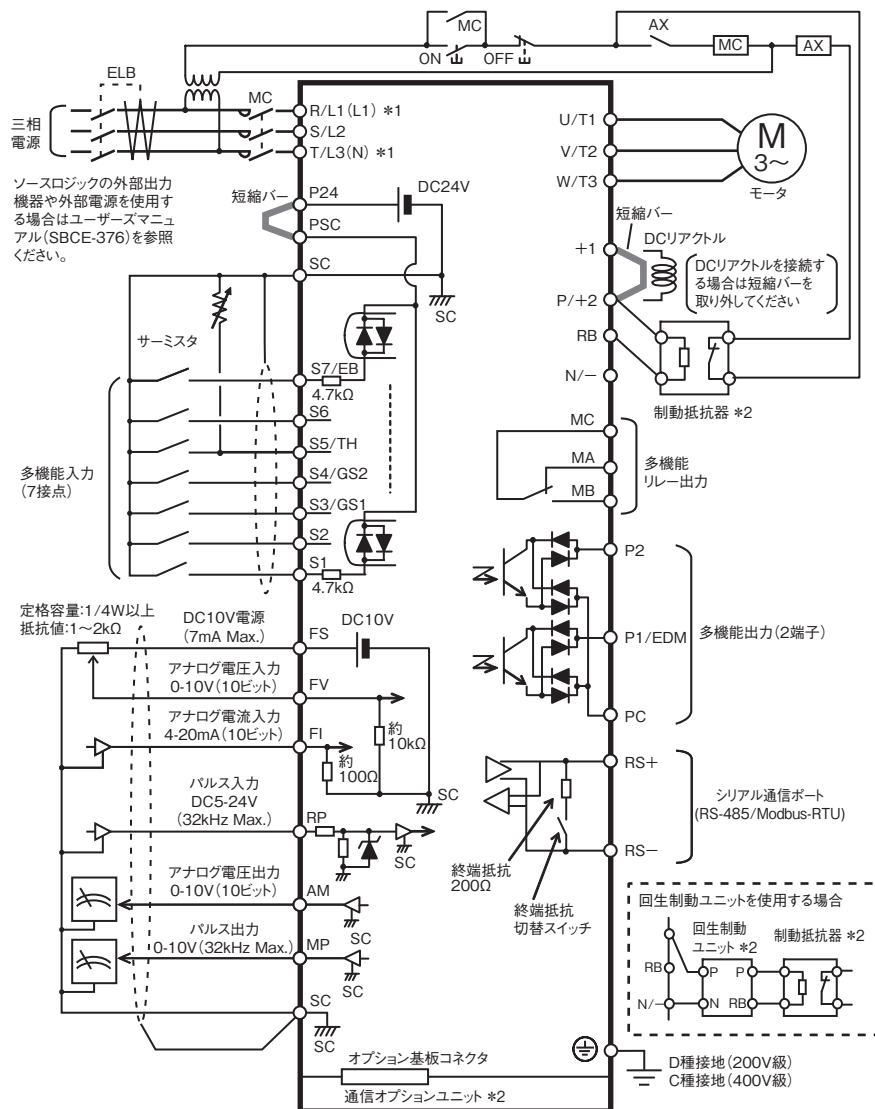 MC
AX
ON
OFF
MC
AX
ELB
MC
三相
電源
R/L1(L1) *1
S/L2
T/L3(N) *1
U/T1
V/T2
W/T3
M
3～
モータ
ソースロジックの外部出力
機器や外部電源を使用す
る場合はユーザーズマニュ
アル(SBCE-376)を参照
ください。
短縮バー
P24
DC24V
PSC
SC
SC
短縮バー
+1
DCリアクトル
DCリアクトルを接続す
る場合は短縮バーを
取り外してください
P/+2
RB
N/−
制動抵抗器 *2
サーミスタ
多機能入力
(7接点)
S7/EB
4.7kΩ
S6
S5/TH
S4/GS2
S3/GS1
S2
S1
4.7kΩ
MC
MA
MB
多機能
リレー出力
P2
P1/EDM
多機能出力(2端子)
PC
定格容量:1/4W以上
抵抗値:1～2kΩ
DC10V電源
(7mA Max.)
FS
DC10V
アナログ電圧入力
0-10V(10ビット)
FV
約
10kΩ
アナログ電流入力
4-20mA(10ビット)
FI
約
100Ω
SC
パルス入力
DC5-24V
(32kHz Max.)
RP
SC
アナログ電圧出力
0-10V(10ビット)
AM
SC
パルス出力
0-10V(32kHz Max.)
MP
SC
SC
SC
RS+
RS−
シリアル通信ポート
(RS-485/Modbus-RTU)
終端抵抗
200Ω
終端抵抗
切替スイッチ
回生制動ユニットを使用する場合
回生制動
ユニット *2
制動抵抗器 *2
RB
N/−
P
P
N
RB
オプション基板コネクタ
通信オプションユニット *2
D種接地(200V級)
C種接地(400V級)